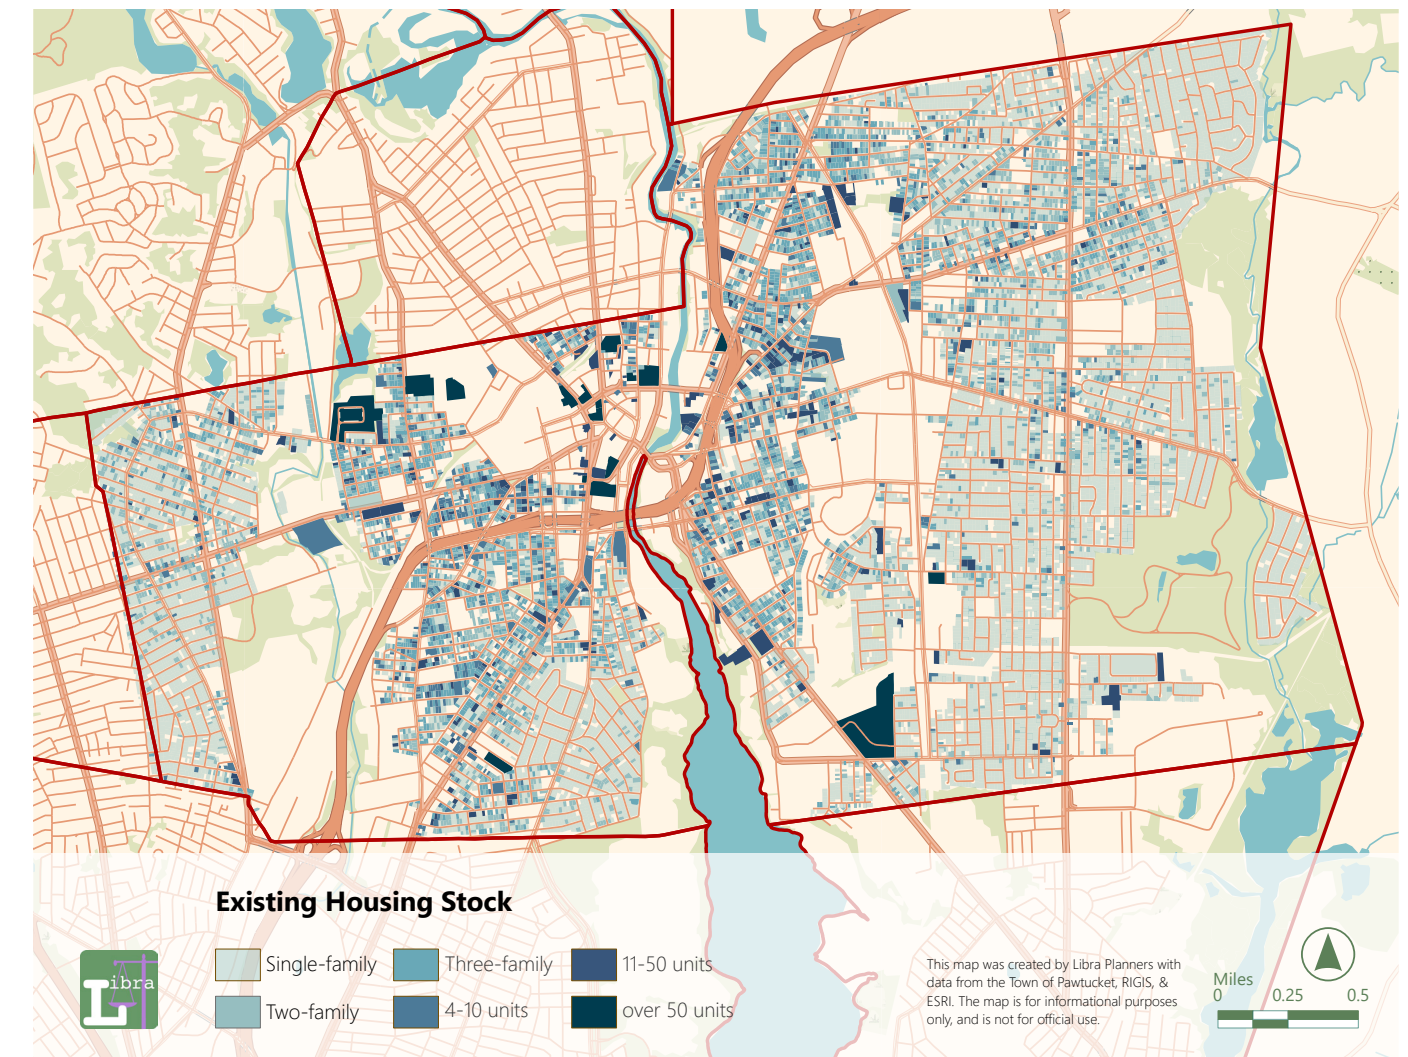 Existing Housing Stock
Single-family
Three-family
11-50 units
Two-family
4-10 units
over 50 units
Libra
This map was created by Libra Planners with
data from the Town of Pawtucket, RIGIS, &
ESRI. The map is for informational purposes
only, and is not for official use.
Miles
0 0.25 0.5